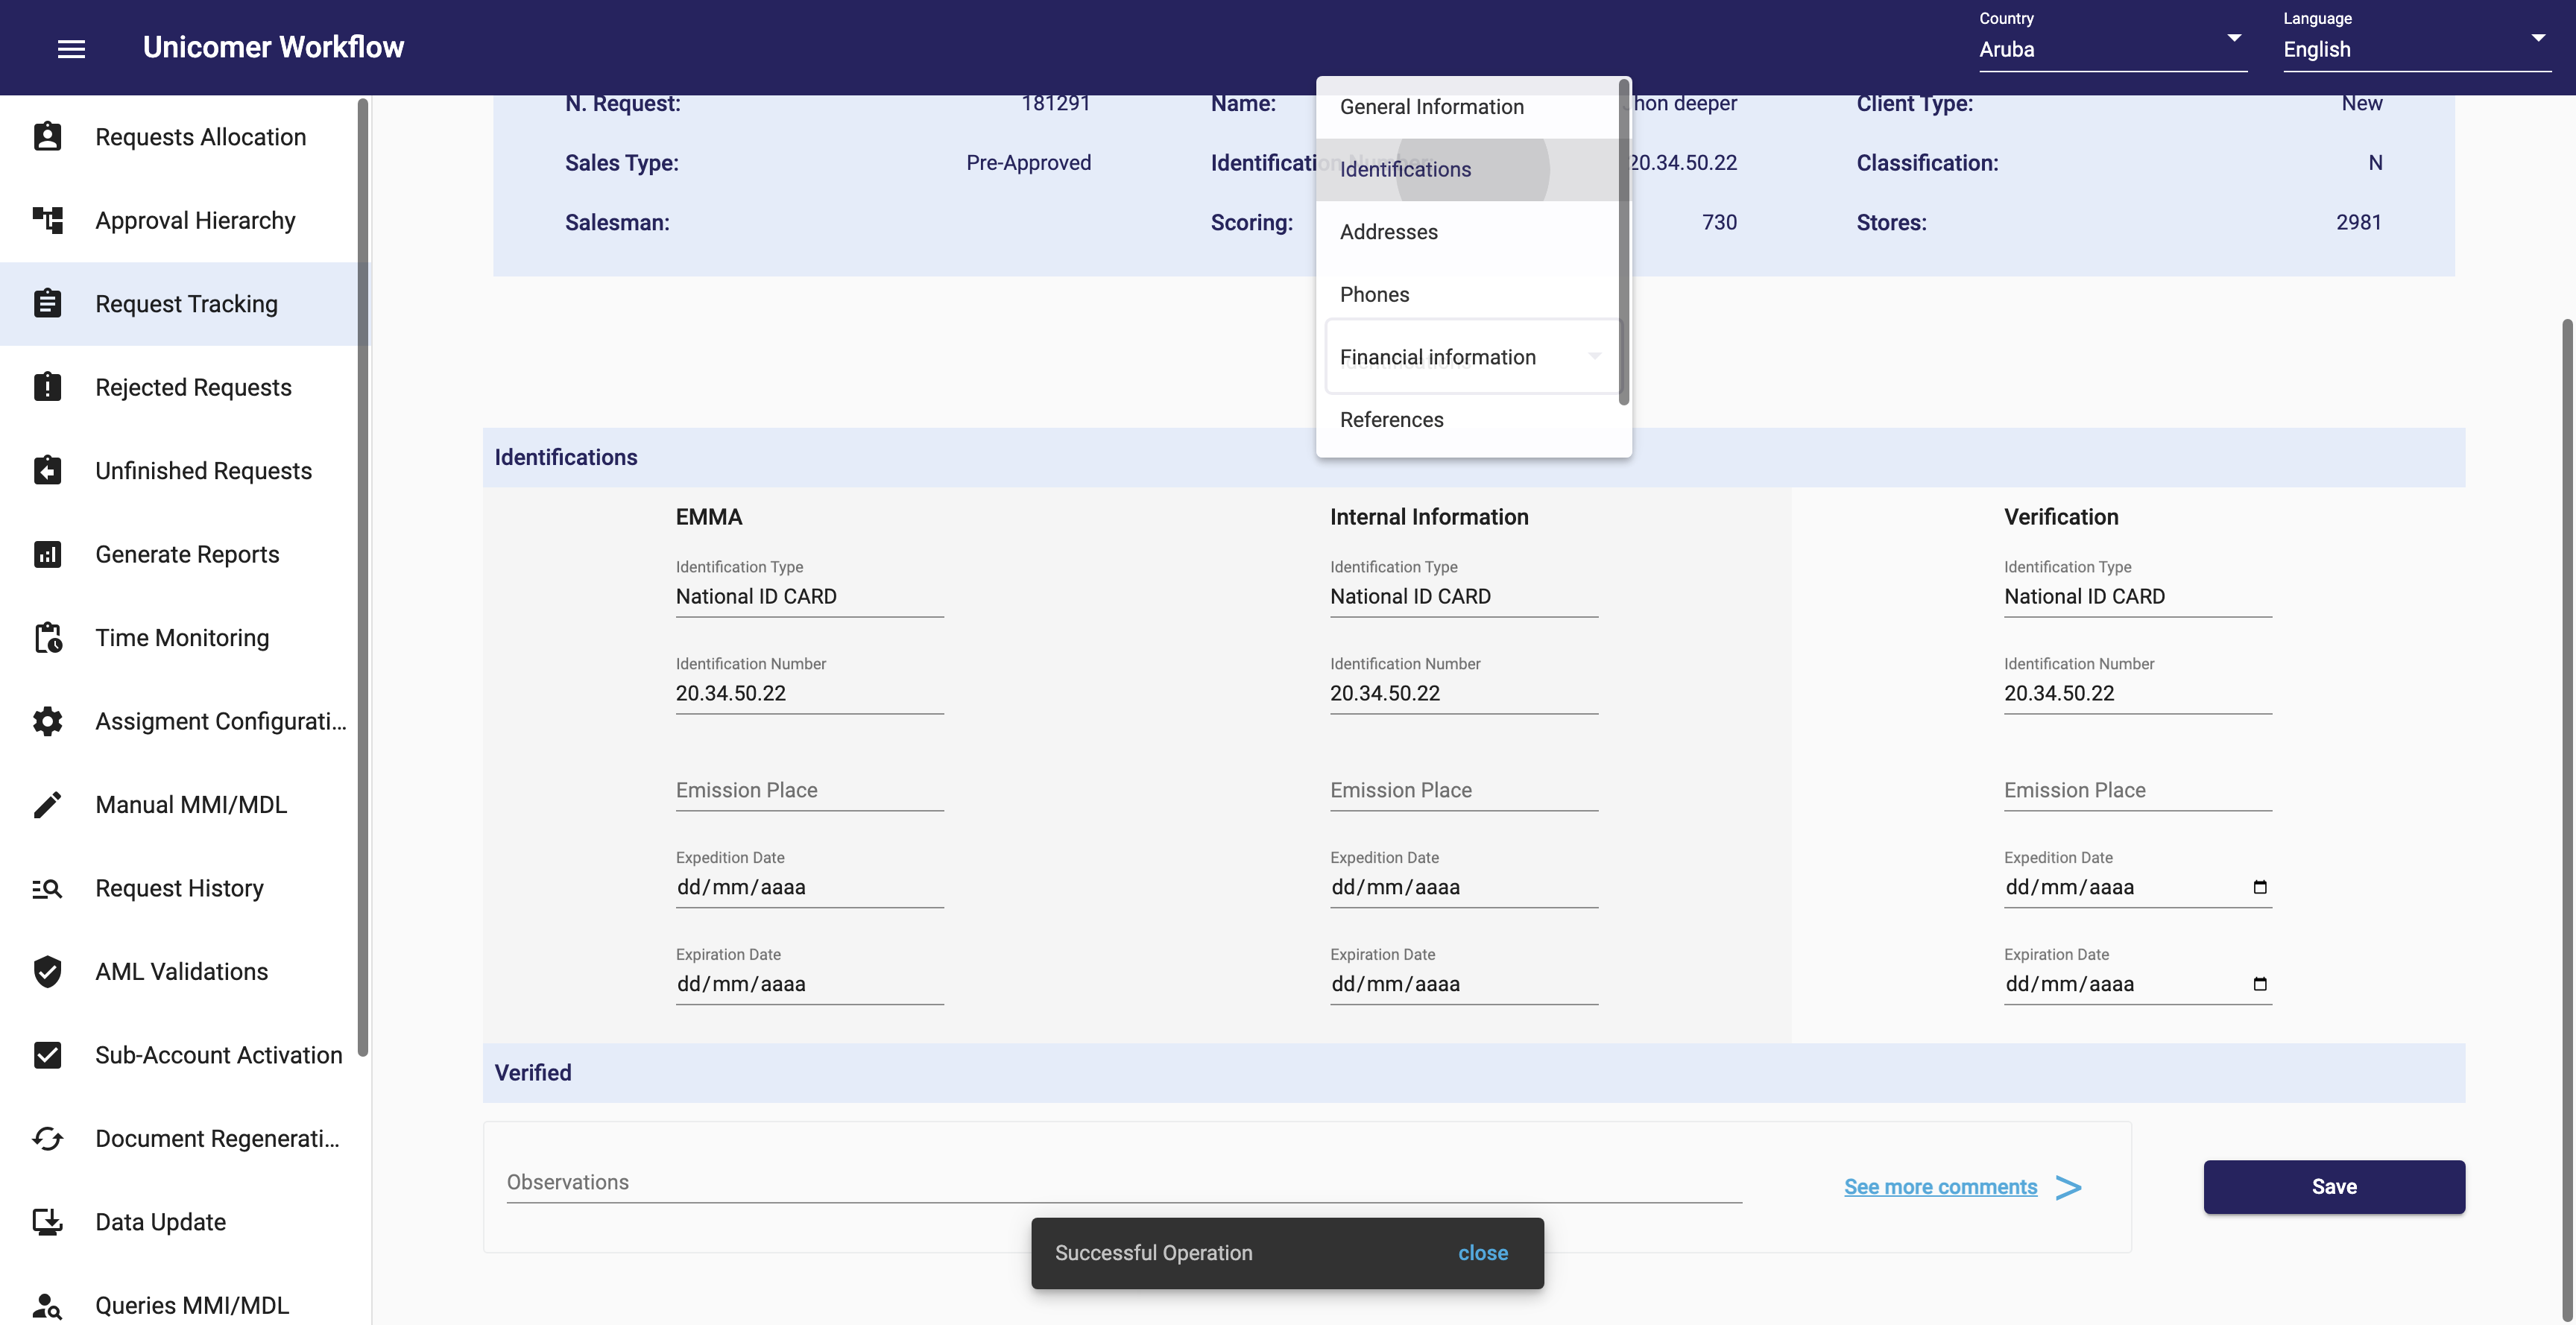 Unicomer Workflow
Country
Aruba
Language
English
Requests Allocation
Approval Hierarchy
Request Tracking
Rejected Requests
Unfinished Requests
Generate Reports
Time Monitoring
Assigment Configurati...
Manual MMI/MDL
Request History
AML Validations
Sub-Account Activation
Document Regenerati...
Data Update
Queries MMI/MDL
N. Request: 181291
Name: hon deeper
Client Type: New
Sales Type: Pre-Approved
Identificati 20.34.50.22
Classification: N
Salesman:
Scoring: 730
Stores: 2981
General Information
Identifications
Addresses
Phones
Financial information
References
Identifications
EMMA
Identification Type
National ID CARD
Identification Number
20.34.50.22
Emission Place
Expedition Date
dd/mm/aaaa
Expiration Date
dd/mm/aaaa
Internal Information
Identification Type
National ID CARD
Identification Number
20.34.50.22
Emission Place
Expedition Date
dd/mm/aaaa
Expiration Date
dd/mm/aaaa
Verification
Identification Type
National ID CARD
Identification Number
20.34.50.22
Emission Place
Expedition Date
dd/mm/aaaa
Expiration Date
dd/mm/aaaa
Verified
Observations
See more comments >
Save
Successful Operation
close